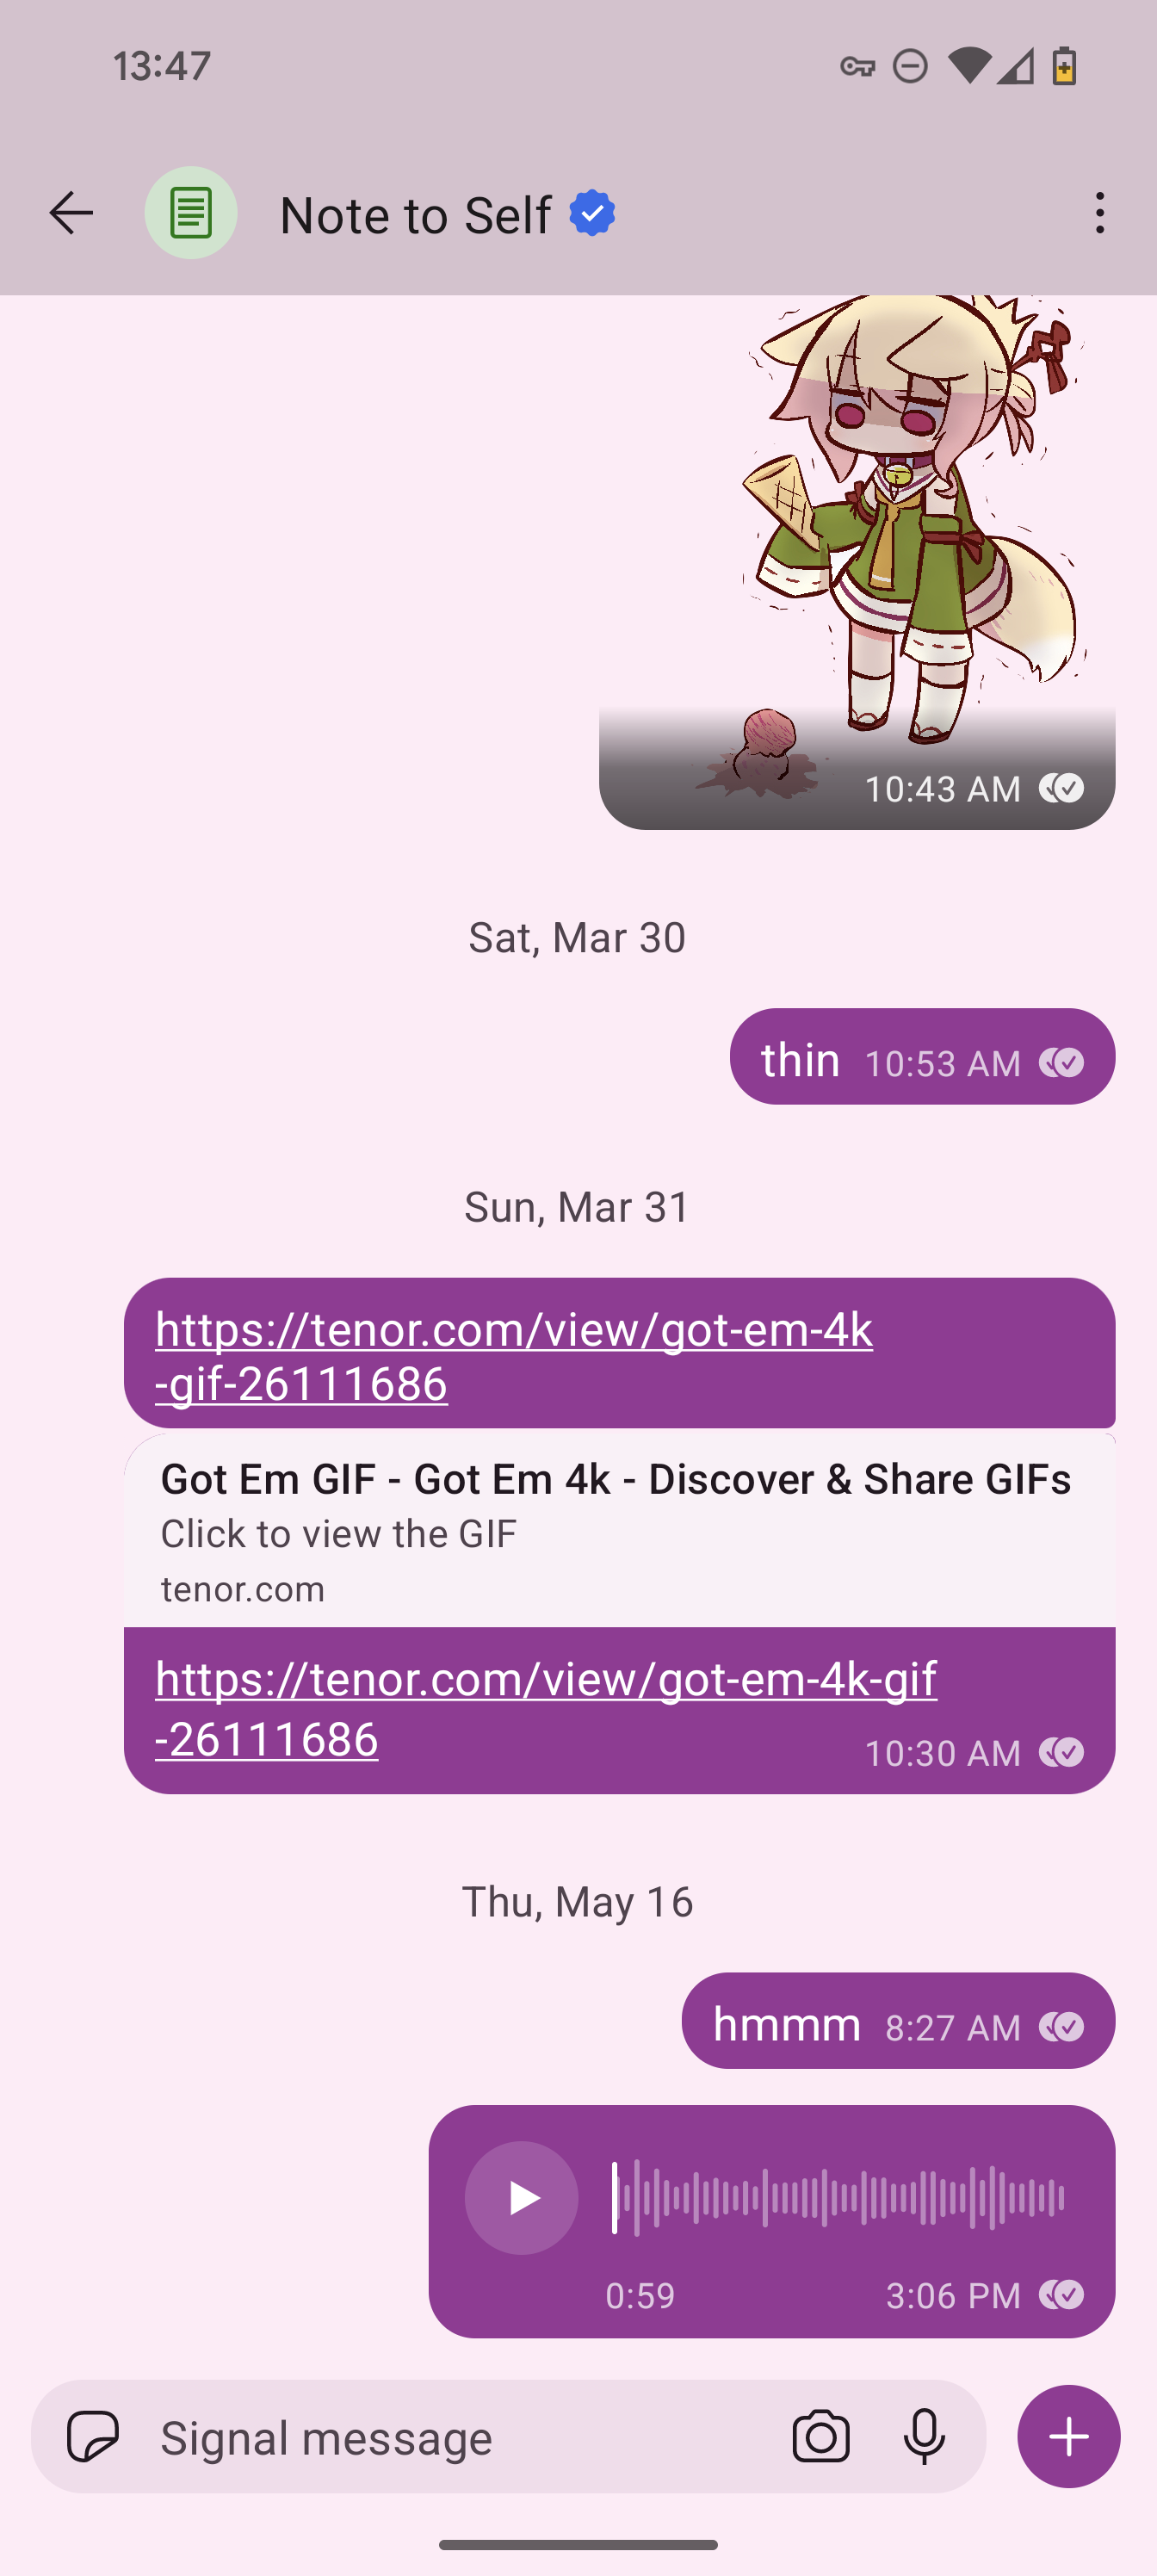 13:47
Note to Self
10:43 AM
Sat, Mar 30
thin 10:53 AM
Sun, Mar 31
https://tenor.com/view/got-em-4k
-gif-26111686
Got Em GIF - Got Em 4k - Discover & Share GIFs
Click to view the GIF
tenor.com
https://tenor.com/view/got-em-4k-gif
-26111686 10:30 AM
Thu, May 16
hmmm 8:27 AM
0:59 3:06 PM
Signal message